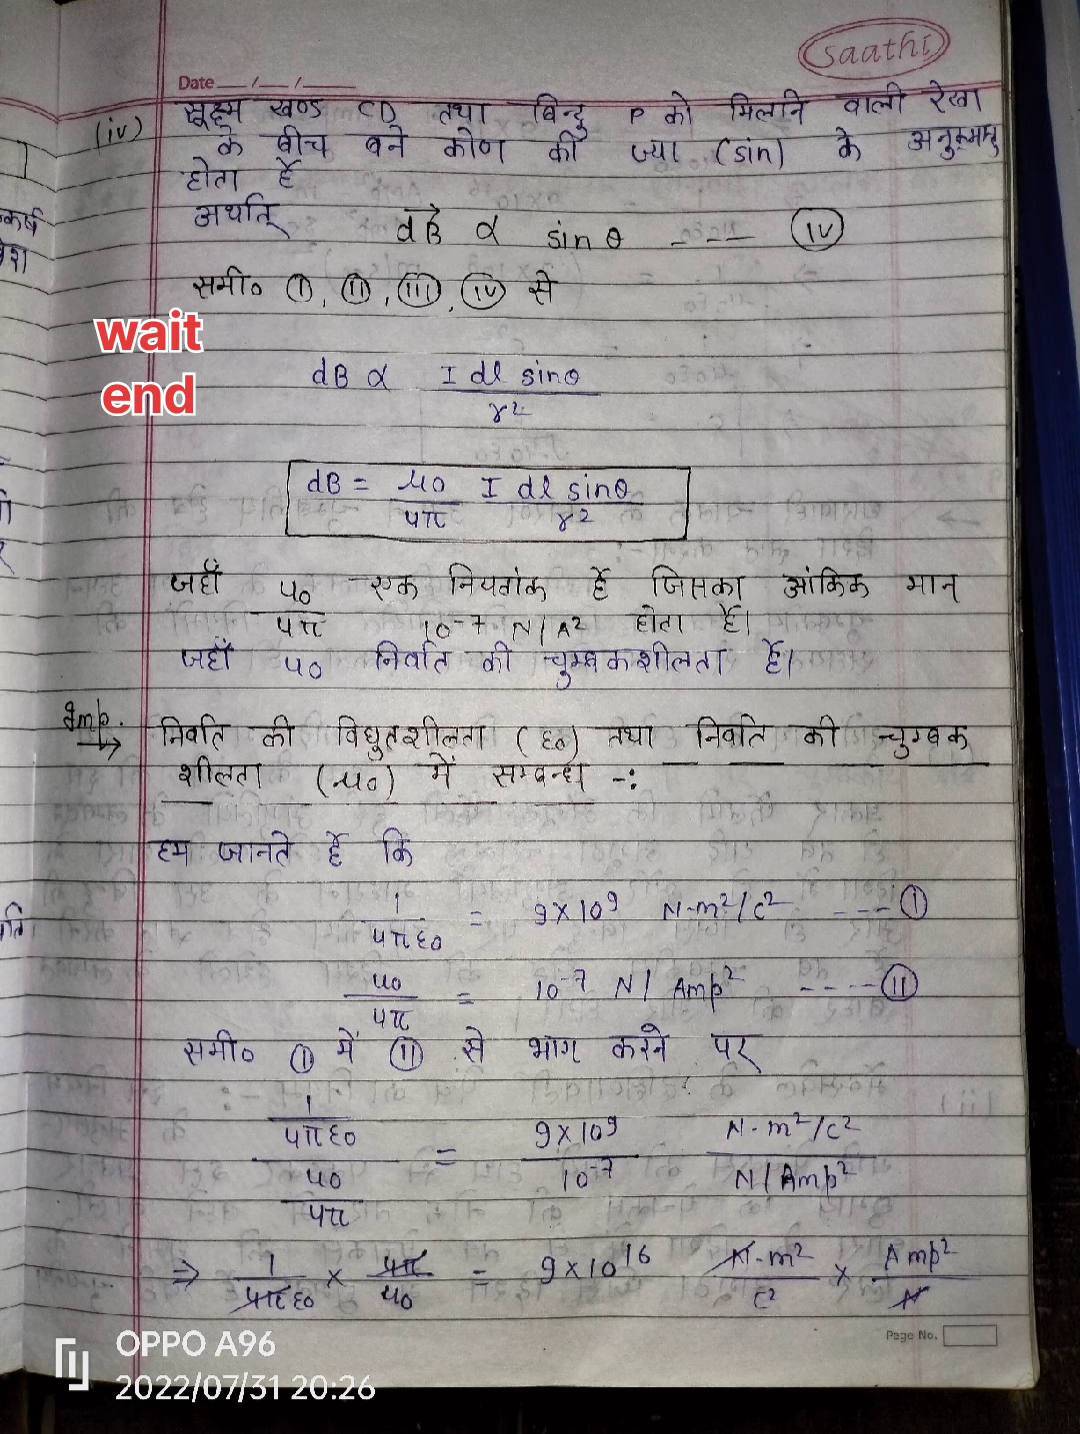 saathi
Date __/__/__
(iv) सूक्ष्म खण्ड CD तथा बिन्दु P को मिलाने वाली रेखा
के बीच बने कोण की ज्या (sin) के
होता है
अर्थात् dB ∝ sinθ ---- (iv)
समी० (i), (ii), (iii), (iv) से
wait
end
dB ∝ I dl sinθ / r²
dB = μ0/4π I dl sinθ / r²
जहाँ μ0/4π एक नियतांक है जिसका आंकिक मान
10⁻⁷ N/A² होता है।
जहाँ μ0 निर्वात की चुम्बकशीलता है।
Imp.
→ निर्वात की विधुतशीलता (ε0) तथा निर्वात की चुम्बक
शीलता (μ0) में सम्बन्ध -:
हम जानते है कि
1/4πε0 = 9×10⁹ N-m²/c² ---- (i)
μ0/4π = 10⁻⁷ N/Amp² ---- (ii)
समी० (i) में (ii) से भाग करने पर
(1/4πε0)/(μ0/4π) = 9×10⁹/10⁻⁷ (N-m²/c²)/(N/Amp²)
⇒ 1/4πε0 × 4π/μ0 = 9×10¹⁶ N-m²/c² × Amp²/N
Page No.
OPPO A96
2022/07/31 20:26